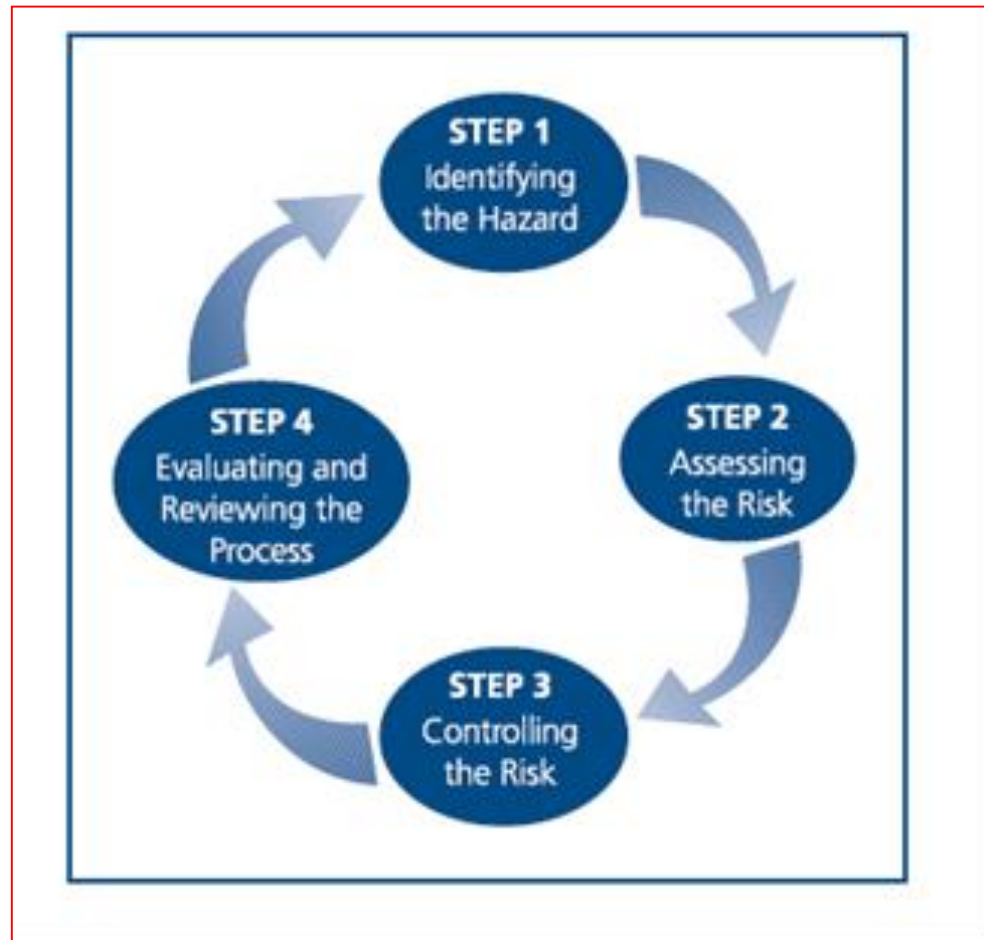 STEP 1
Identifying
the Hazard
STEP 2
Assessing
the Risk
STEP 3
Controlling
the Risk
STEP 4
Evaluating and
Reviewing the
Process